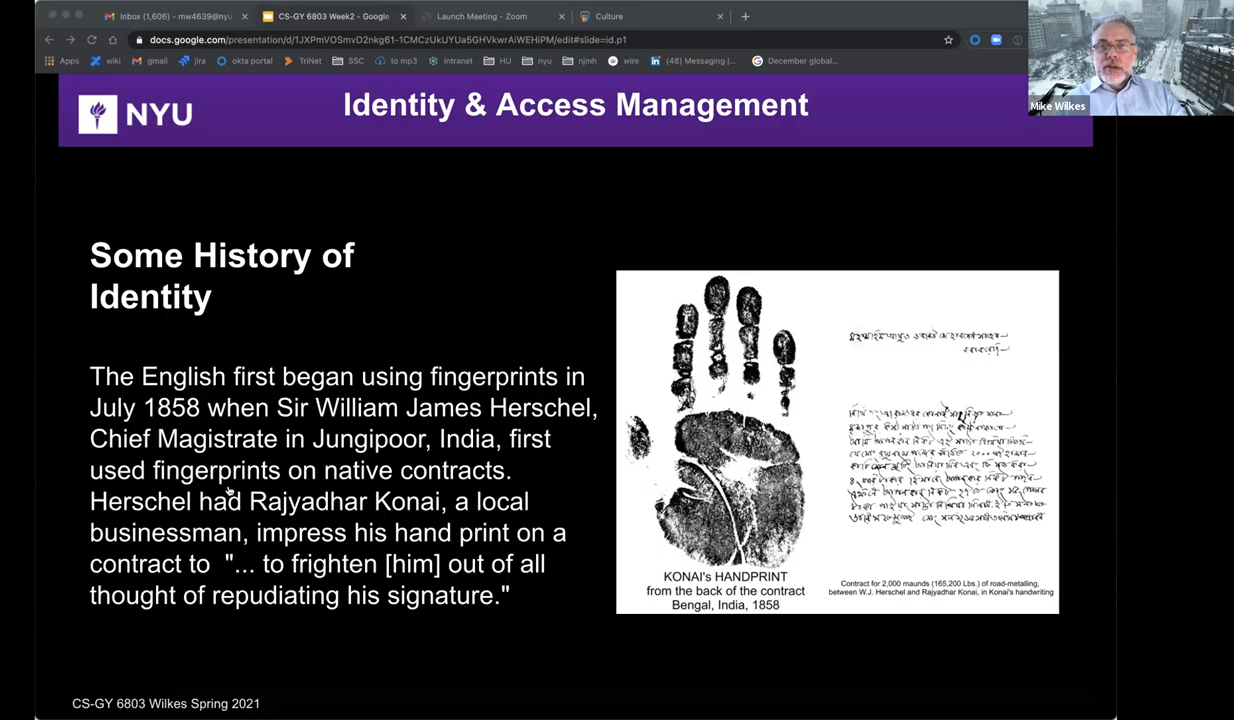 Inbox (1,606) - mw4639@nyu
CS-GY 6803 Week2 - Google
Launch Meeting - Zoom
Culture
docs.google.com/presentation/d/1JXPmVOSmvD2nkg61-1CMCzUkUYUa5GHVkwrAiWEHiPM/edit#slide=id.p1
Apps wiki gmail jira okta portal TriNet SSC to mp3 intranet HU nyu njmh wire (48) Messaging |... December global...
Mike Wilkes
NYU
Identity & Access Management
Some History of
Identity
The English first began using fingerprints in
July 1858 when Sir William James Herschel,
Chief Magistrate in Jungipoor, India, first
used fingerprints on native contracts.
Herschel had Rajyadhar Konai, a local
businessman, impress his hand print on a
contract to "... to frighten [him] out of all
thought of repudiating his signature."
KONAI's HANDPRINT
from the back of the contract
Bengal, India, 1858
Contract for 2,000 maunds (165,200 Lbs.) of road-metalling,
between W.J. Herschel and Rajyadhar Konai, in Konai's handwriting
CS-GY 6803 Wilkes Spring 2021